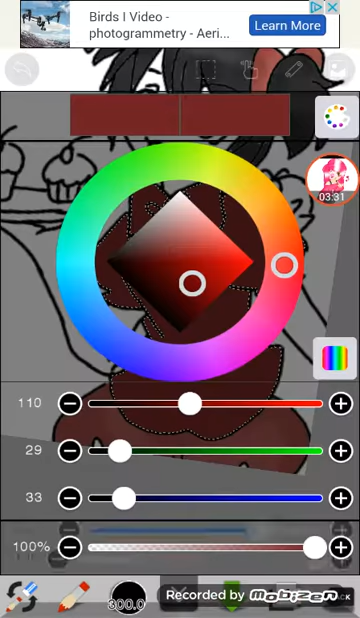 Birds I Video -
photogrammetry - Aeri...
Learn More
03:31
110
29
33
100%
300.0
Recorded by Mobizen